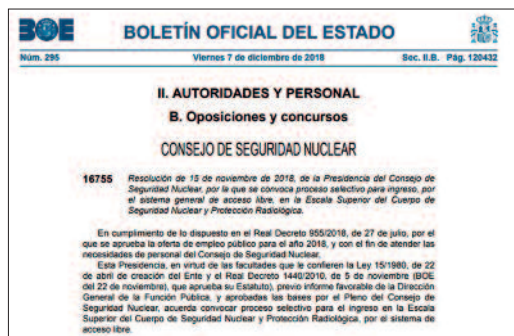 BOE
BOLETÍN OFICIAL DEL ESTADO
Núm. 295 Viernes 7 de diciembre de 2018 Sec. II.B. Pág. 120432
II. AUTORIDADES Y PERSONAL
B. Oposiciones y concursos
CONSEJO DE SEGURIDAD NUCLEAR
16755 Resolución de 15 de noviembre de 2018, de la Presidencia del Consejo de
Seguridad Nuclear, por la que se convoca proceso selectivo para ingreso, por
el sistema general de acceso libre, en la Escala Superior del Cuerpo de
Seguridad Nuclear y Protección Radiológica.
En cumplimiento de lo dispuesto en el Real Decreto 955/2018, de 27 de julio, por el
que se aprueba la oferta de empleo público para el año 2018, y con el fin de atender las
necesidades de personal del Consejo de Seguridad Nuclear.
Esta Presidencia, en virtud de las facultades que le confieren la Ley 15/1980, de 22
de abril de creación del Ente y el Real Decreto 1440/2010, de 5 de noviembre (BOE
del 22 de noviembre), que aprueba su Estatuto), previo informe favorable de la Dirección
General de la Función Pública, y aprobadas las bases por el Pleno del Consejo de
Seguridad Nuclear, acuerda convocar proceso selectivo para el ingreso en la Escala
Superior del Cuerpo de Seguridad Nuclear y Protección Radiológica, por el sistema de
acceso libre.